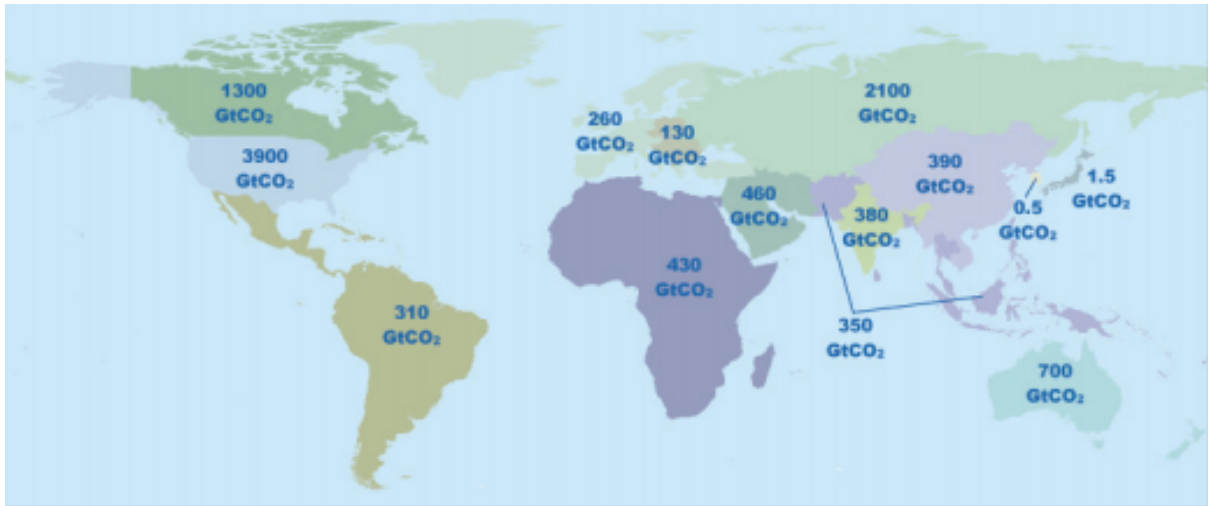 1300
GtCO₂
2100
GtCO₂
260
GtCO₂
130
GtCO₂
3900
GtCO₂
390
GtCO₂
1.5
GtCO₂
460
GtCO₂
380
GtCO₂
0.5
GtCO₂
430
GtCO₂
310
GtCO₂
350
GtCO₂
700
GtCO₂